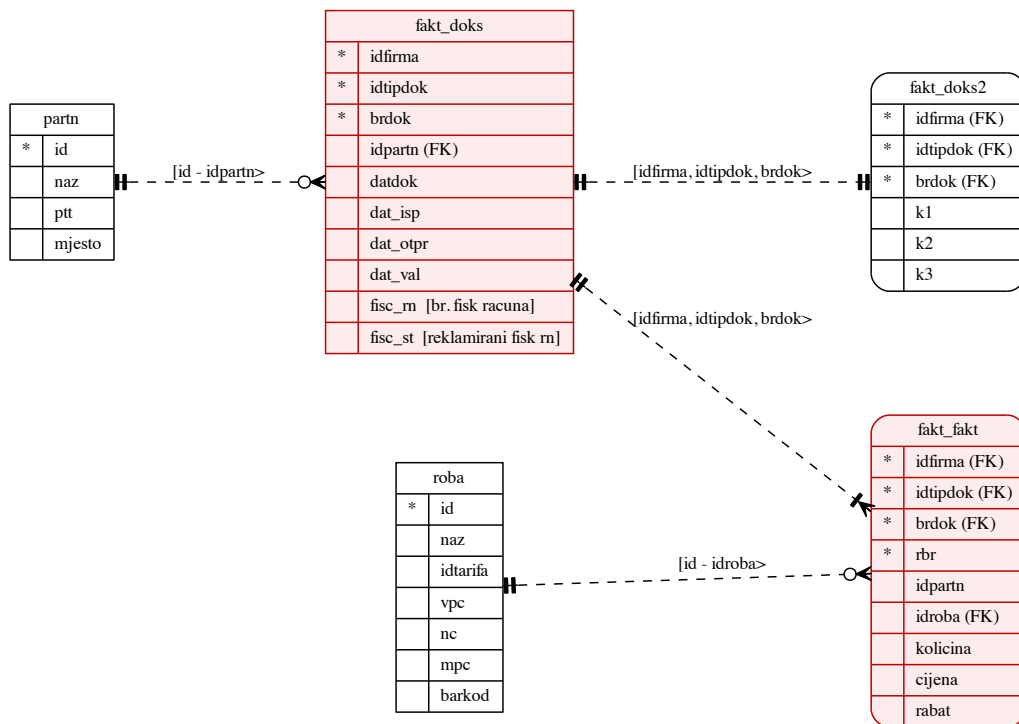 fakt_doks
* idfirma
* idtipdok
* brdok
idpartn (FK)
datdok
dat_isp
dat_otpr
dat_val
fisc_rn [br. fisk racuna]
fisc_st [reklamirani fisk rn]
partn
* id
naz
ptt
mjesto
[id - idpartn>
[idfirma, idtipdok, brdok>
fakt_doks2
* idfirma (FK)
* idtipdok (FK)
* brdok (FK)
k1
k2
k3
[idfirma, idtipdok, brdok>
roba
* id
naz
idtarifa
vpc
nc
mpc
barkod
[id - idroba>
fakt_fakt
* idfirma (FK)
* idtipdok (FK)
* brdok (FK)
* rbr
idpartn
idroba (FK)
kolicina
cijena
rabat